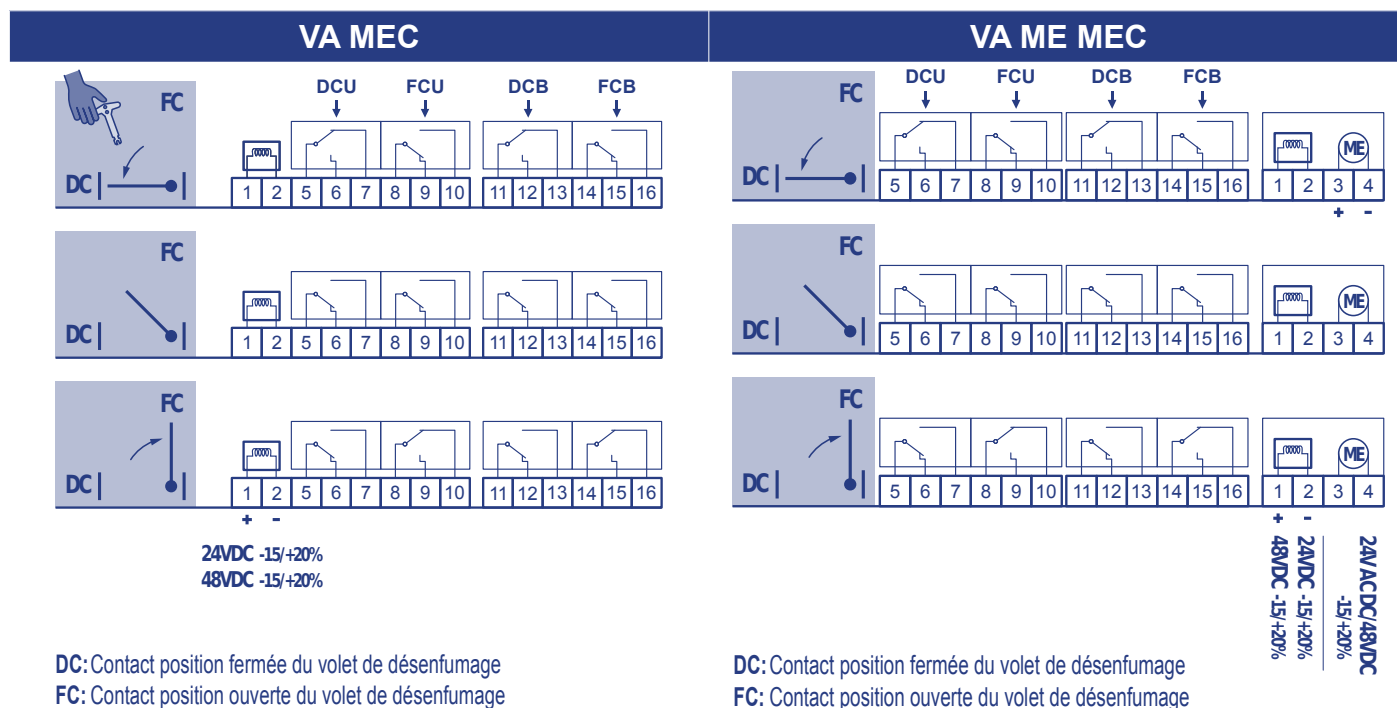 VA MEC
VA ME MEC
FC
DC
DCU FCU DCB FCB
1 2 5 6 7 8 9 10 11 12 13 14 15 16
FC
DC
1 2 5 6 7 8 9 10 11 12 13 14 15 16
FC
DC
1 2 5 6 7 8 9 10 11 12 13 14 15 16
+ -
24VDC -15/+20%
48VDC -15/+20%
DC: Contact position fermée du volet de désenfumage
FC: Contact position ouverte du volet de désenfumage
FC
DC
DCU FCU DCB FCB
ME
5 6 7 8 9 10 11 12 13 14 15 16 1 2 3 4
+ -
FC
DC
ME
5 6 7 8 9 10 11 12 13 14 15 16 1 2 3 4
FC
DC
ME
5 6 7 8 9 10 11 12 13 14 15 16 1 2 3 4
+ -
24V AC DC/48VDC
-15/+20%
24VDC -15/+20%
48VDC -15/+20%
DC: Contact position fermée du volet de désenfumage
FC: Contact position ouverte du volet de désenfumage